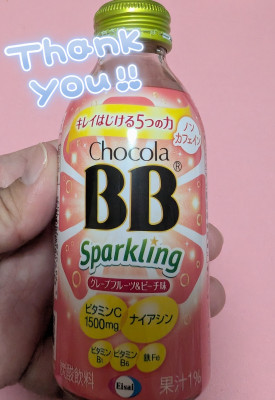 Thank
you!!
キレイはじける5つの力
ノン
カフェイン
Chocola
BB®
Sparkling
グレープフルーツ&ピーチ味
ビタミンC
1500mg
ナイアシン
ビタミン
B1
ビタミン
B6
鉄Fe
炭酸飲料
Eisai
果汁1%